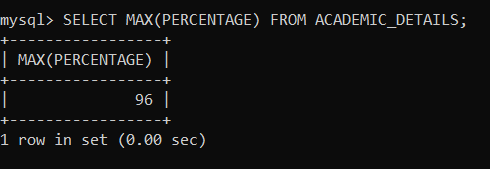 mysql> SELECT MAX(PERCENTAGE) FROM ACADEMIC_DETAILS;
+-----------------+
| MAX(PERCENTAGE) |
+-----------------+
|              96 |
+-----------------+
1 row in set (0.00 sec)